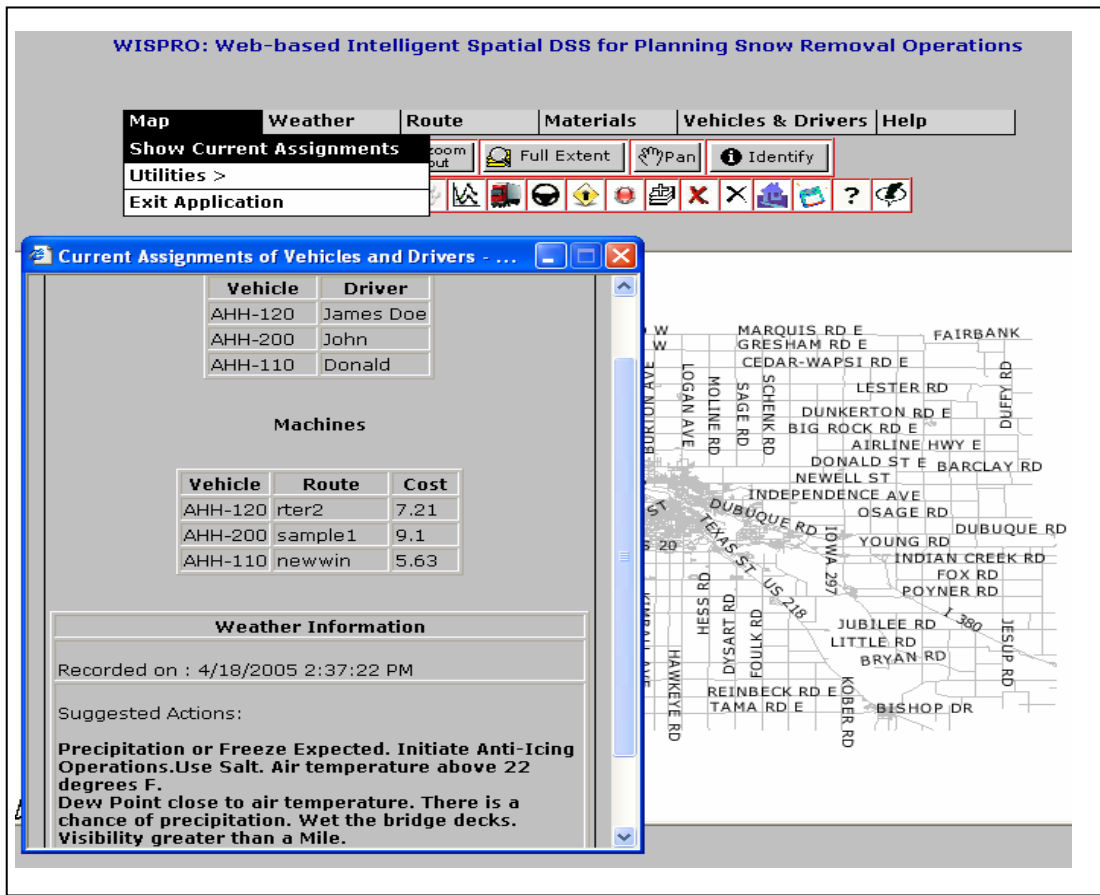 WISPRO: Web-based Intelligent Spatial DSS for Planning Snow Removal Operations
Map Weather Route Materials Vehicles & Drivers Help
Show Current Assignments
Utilities >
Exit Application
zoom out Full Extent Pan Identify
?
Current Assignments of Vehicles and Drivers - ...
Vehicle Driver
AHH-120 James Doe
AHH-200 John
AHH-110 Donald
Machines
Vehicle Route Cost
AHH-120 rter2 7.21
AHH-200 sample1 9.1
AHH-110 newwin 5.63
Weather Information
Recorded on : 4/18/2005 2:37:22 PM
Suggested Actions:
Precipitation or Freeze Expected. Initiate Anti-Icing
Operations.Use Salt. Air temperature above 22
degrees F.
Dew Point close to air temperature. There is a
chance of precipitation. Wet the bridge decks.
Visibility greater than a Mile.
W
MARQUIS RD E
FAIRBANK
W
GRESHAM RD E
CEDAR-WAPSI RD E
BURTON AVE
LOGAN AVE
MOLINE RD
SAGE RD
SCHENK RD
LESTER RD
DUFFY RD
DUNKERTON RD E
BIG ROCK RD E
AIRLINE HWY E
DONALD ST E
BARCLAY RD
NEWELL ST
INDEPENDENCE AVE
ST
DUBUQUE RD
OSAGE RD
DUBUQUE RD
YOUNG RD
20
TEXAS ST
IOWA 297
INDIAN CREEK RD
FOX RD
POYNER RD
US 218
I 380
KIMBALL AVE
HESS RD
DYSART RD
FOULK RD
JUBILEE RD
LITTLE RD
BRYAN RD
JESUP RD
HAWKEYE RD
REINBECK RD E
TAMA RD E
KOBER RD
BISHOP DR